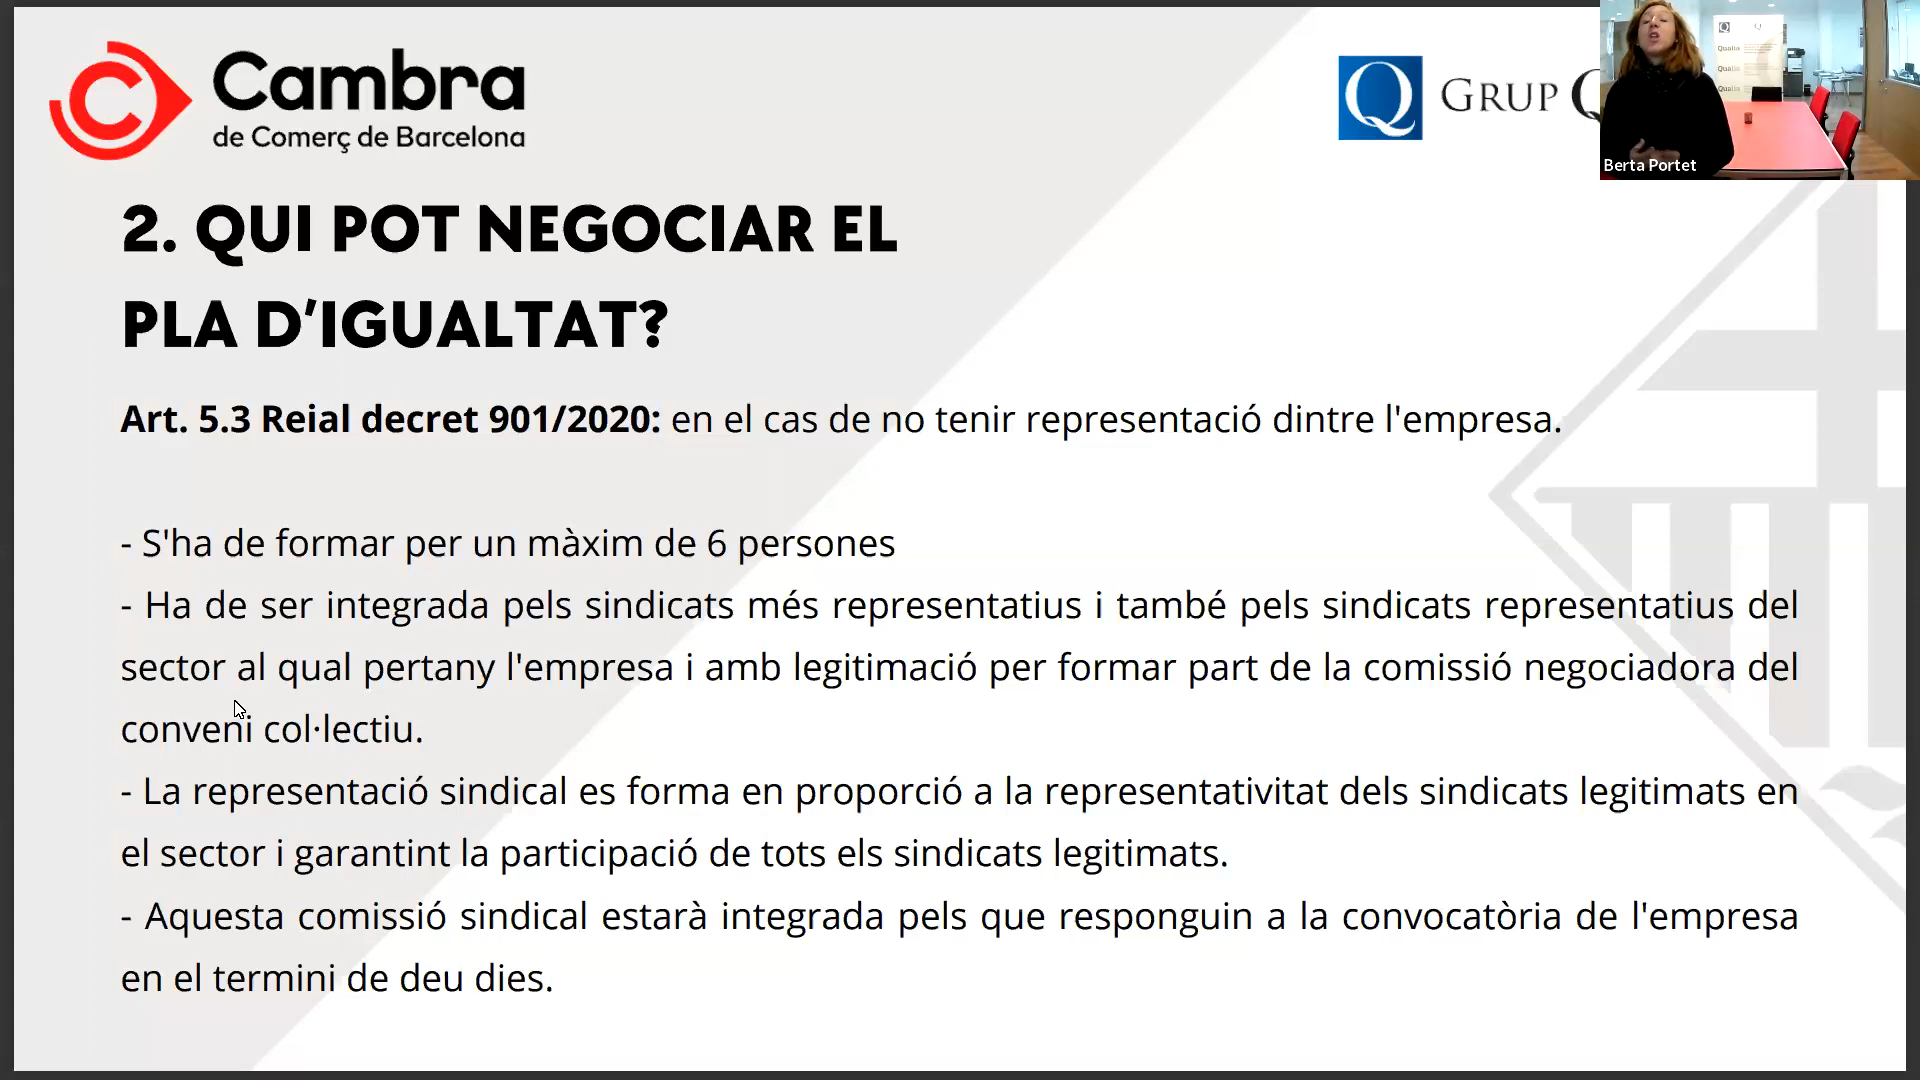 Cambra
de Comerç de Barcelona
GRUP Q
Qualia
Qualia
Qualia
Berta Portet
2. QUI POT NEGOCIAR EL
PLA D'IGUALTAT?
Art. 5.3 Reial decret 901/2020: en el cas de no tenir representació dintre l'empresa.
- S'ha de formar per un màxim de 6 persones
- Ha de ser integrada pels sindicats més representatius i també pels sindicats representatius del
sector al qual pertany l'empresa i amb legitimació per formar part de la comissió negociadora del
conveni col·lectiu.
- La representació sindical es forma en proporció a la representativitat dels sindicats legitimats en
el sector i garantint la participació de tots els sindicats legitimats.
- Aquesta comissió sindical estarà integrada pels que responguin a la convocatòria de l'empresa
en el termini de deu dies.